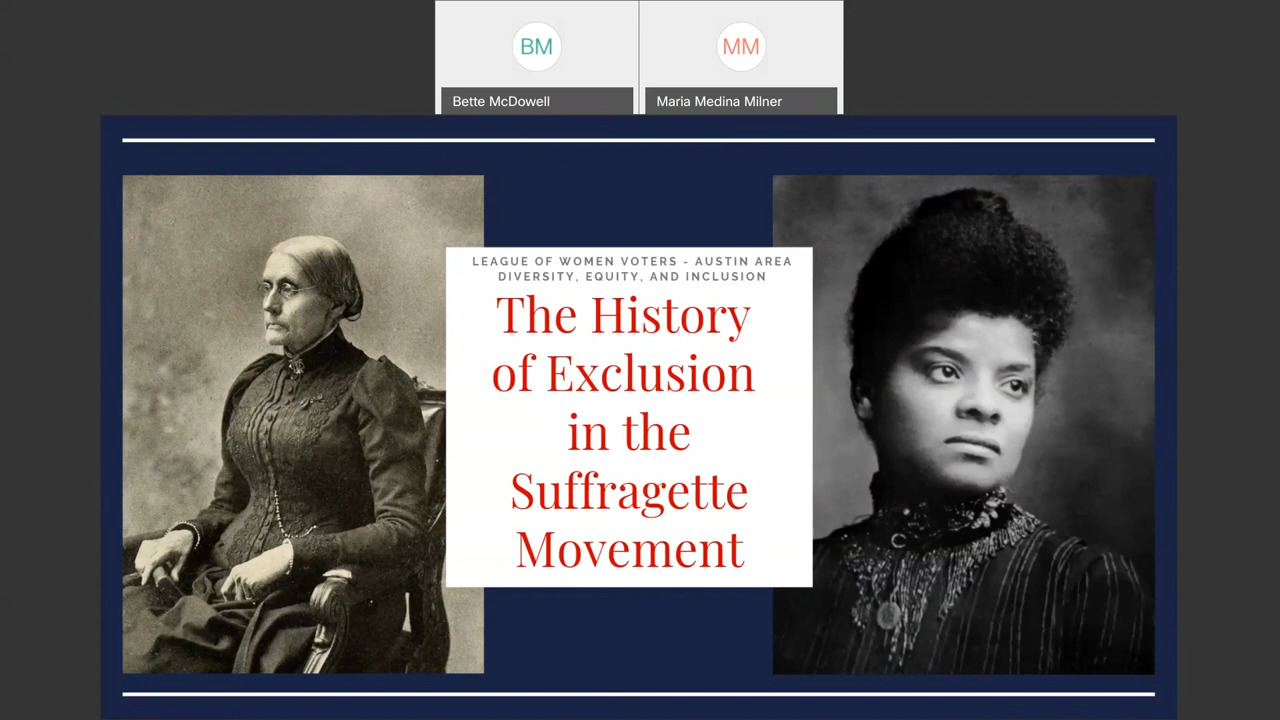 BM
MM
Bette McDowell
Maria Medina Milner
LEAGUE OF WOMEN VOTERS - AUSTIN AREA
DIVERSITY, EQUITY, AND INCLUSION
The History
of Exclusion
in the
Suffragette
Movement